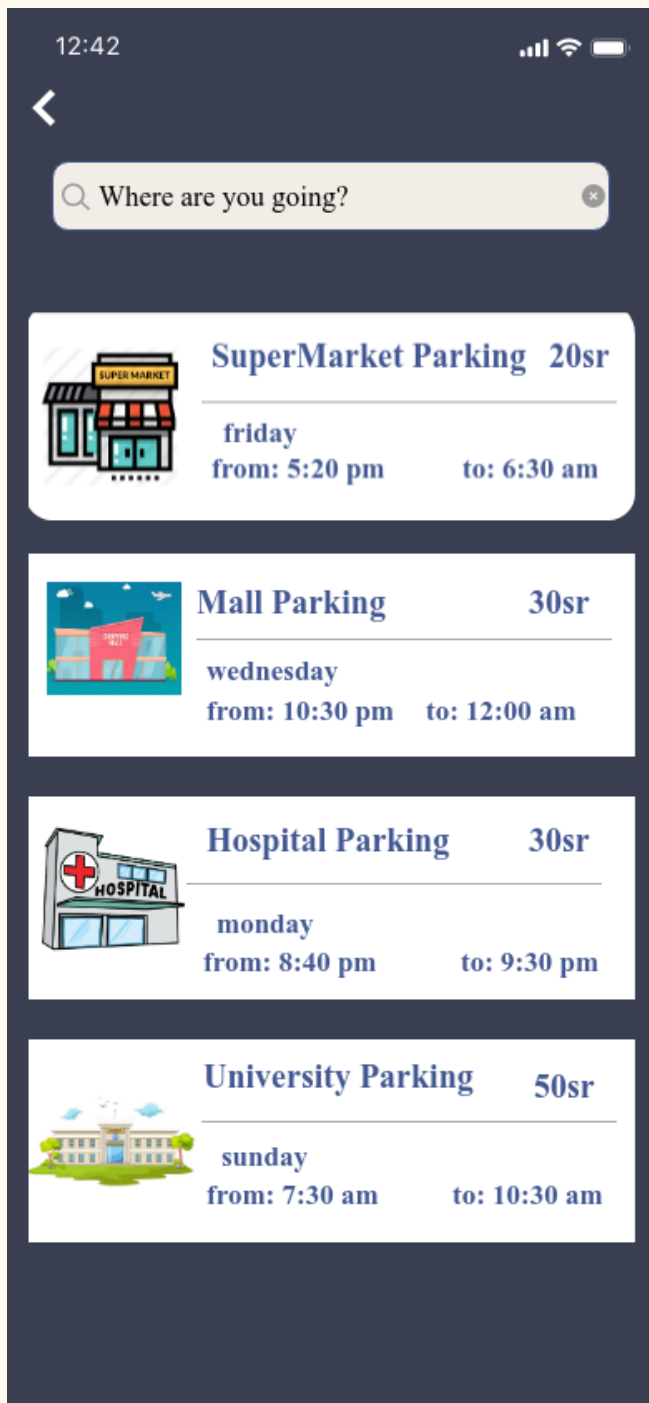 12:42
Where are you going?
SUPER MARKET
SuperMarket Parking 20sr
friday
from: 5:20 pm to: 6:30 am
SHOPPING
MALL
Mall Parking 30sr
wednesday
from: 10:30 pm to: 12:00 am
HOSPITAL
Hospital Parking 30sr
monday
from: 8:40 pm to: 9:30 pm
University Parking 50sr
sunday
from: 7:30 am to: 10:30 am